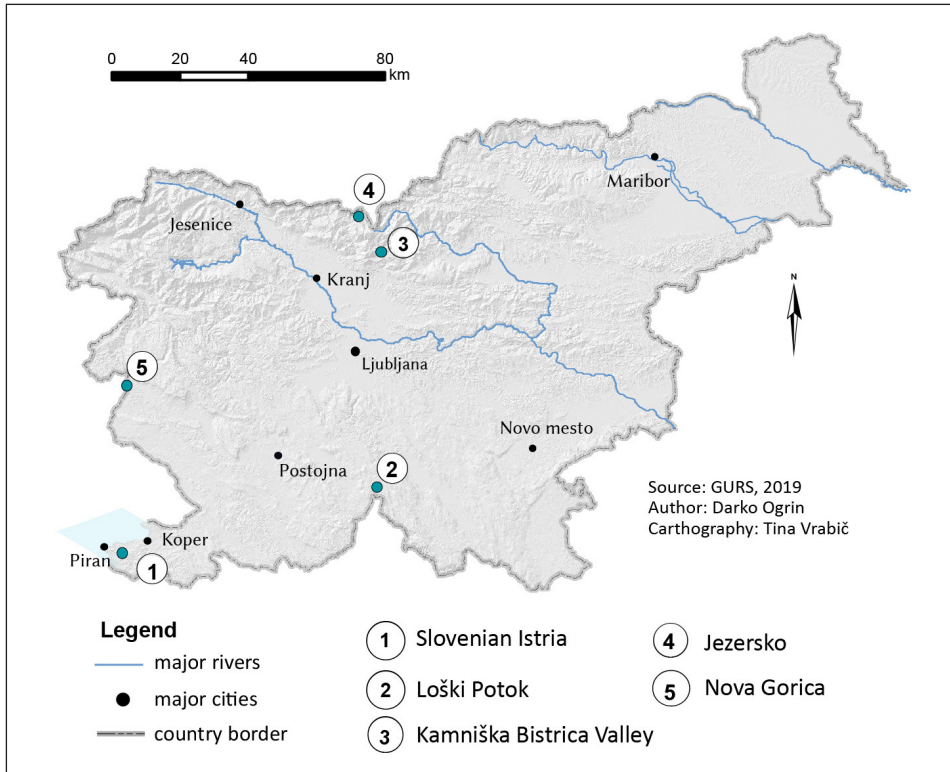 0 20 40 80
km
4
Maribor
Jesenice
3
Kranj
5
Ljubljana
Novo mesto
2
Postojna
N
Source: GURS, 2019
Author: Darko Ogrin
Carthography: Tina Vrabič
Koper
Piran
1
Legend
major rivers
major cities
country border
1 Slovenian Istria
2 Loški Potok
3 Kamniška Bistrica Valley
4 Jezersko
5 Nova Gorica